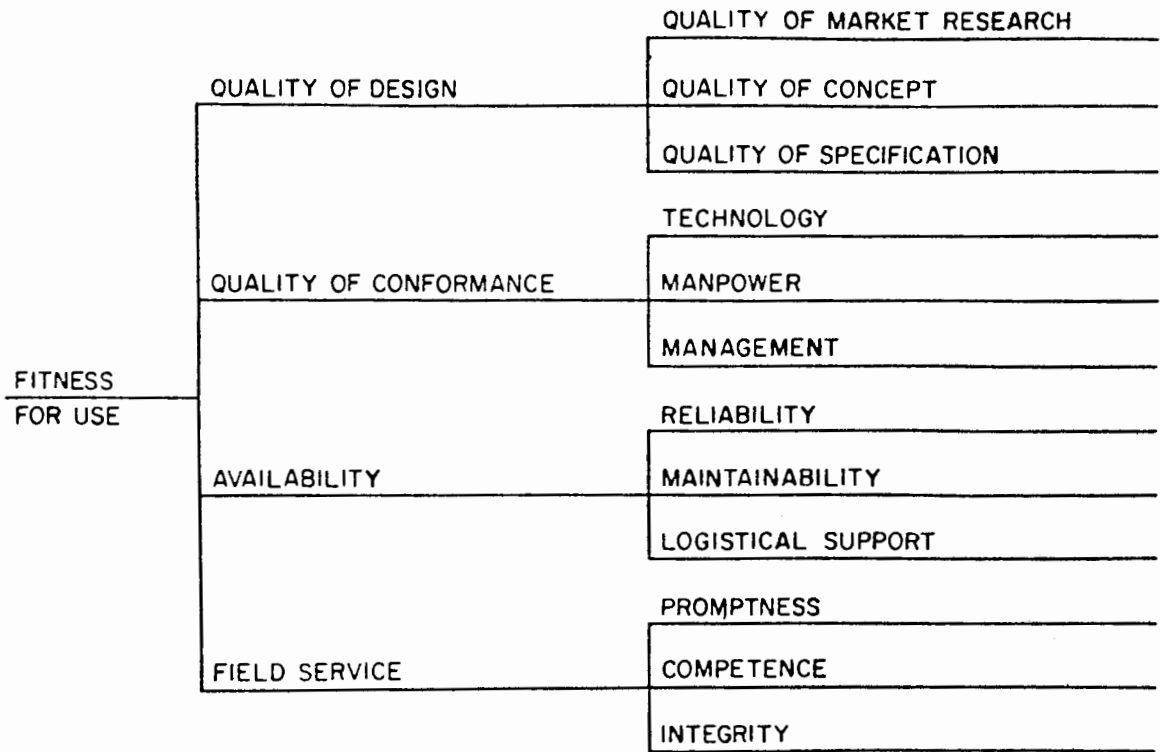 FITNESS
FOR USE
QUALITY OF DESIGN
QUALITY OF MARKET RESEARCH
QUALITY OF CONCEPT
QUALITY OF SPECIFICATION
QUALITY OF CONFORMANCE
TECHNOLOGY
MANPOWER
MANAGEMENT
AVAILABILITY
RELIABILITY
MAINTAINABILITY
LOGISTICAL SUPPORT
FIELD SERVICE
PROMPTNESS
COMPETENCE
INTEGRITY